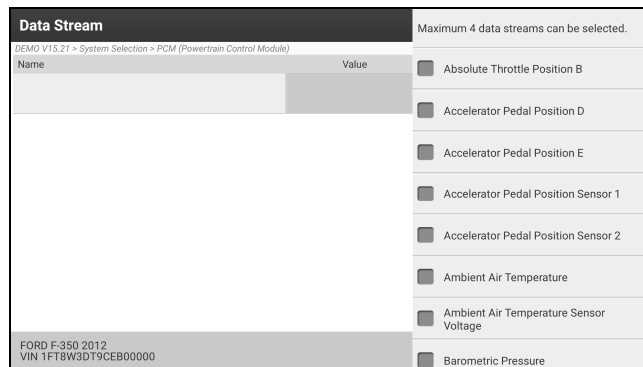 Data Stream
DEMO V15.21 > System Selection > PCM (Powertrain Control Module)
Name Value
FORD F-350 2012
VIN 1FT8W3DT9CEB00000
Maximum 4 data streams can be selected.
Absolute Throttle Position B
Accelerator Pedal Position D
Accelerator Pedal Position E
Accelerator Pedal Position Sensor 1
Accelerator Pedal Position Sensor 2
Ambient Air Temperature
Ambient Air Temperature Sensor
Voltage
Barometric Pressure